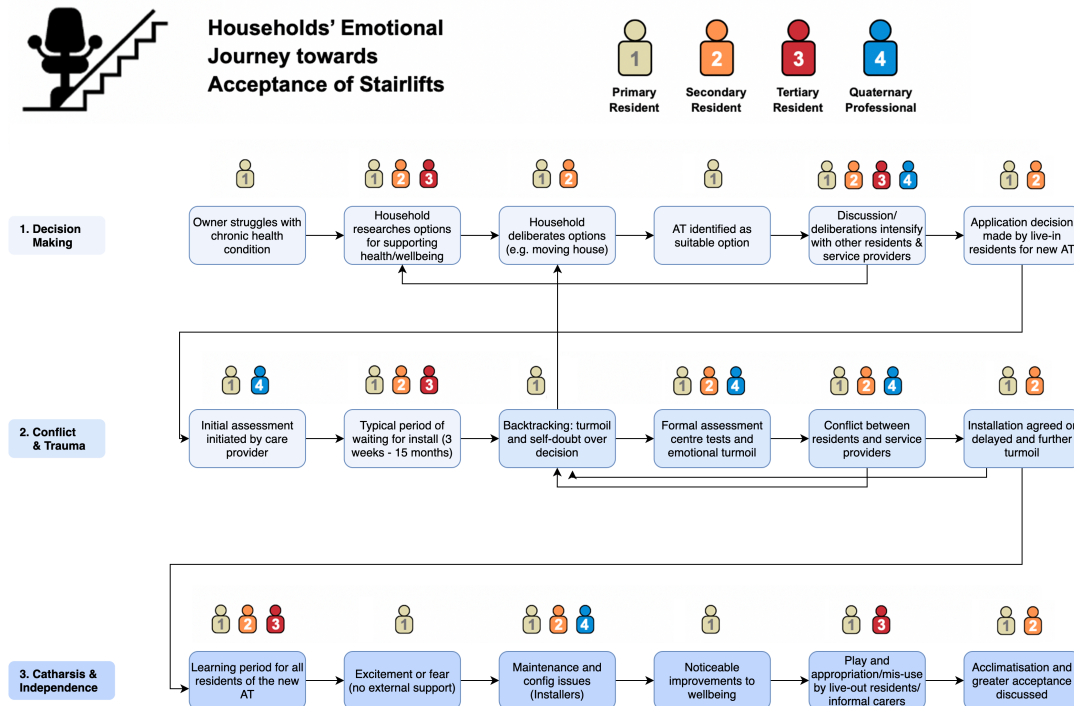 Households’ Emotional
Journey towards
Acceptance of Stairlifts
1
2
3
4
Primary
Resident
Secondary
Resident
Tertiary
Resident
Quaternary
Professional
1
1 2 3
1 2
1
1 2 3 4
1 2
1. Decision
Making
Owner struggles with
chronic health
condition
Household
researches options
for supporting
health/wellbeing
Household
deliberates options
(e.g. moving house)
AT identified as
suitable option
Discussion/
deliberations intensify
with other residents &
service providers
Application decision
made by live-in
residents for new AT
1 4
1 2 3
1
1 2 4
1 2 4
1 2
2. Conflict
& Trauma
Initial assessment
initiated by care
provider
Typical period of
waiting for install (3
weeks - 15 months)
Backtracking: turmoil
and self-doubt over
decision
Formal assessment
centre tests and
emotional turmoil
Conflict between
residents and service
providers
Installation agreed or
delayed and further
turmoil
1 2 3
1
1 2 4
1
1 3
1 2
3. Catharsis &
Independence
Learning period for all
residents of the new
AT
Excitement or fear
(no external support)
Maintenance and
config issues
(Installers)
Noticeable
improvements to
wellbeing
Play and
appropriation/mis-use
by live-out residents/
informal carers
Acclimatisation and
greater acceptance
discussed